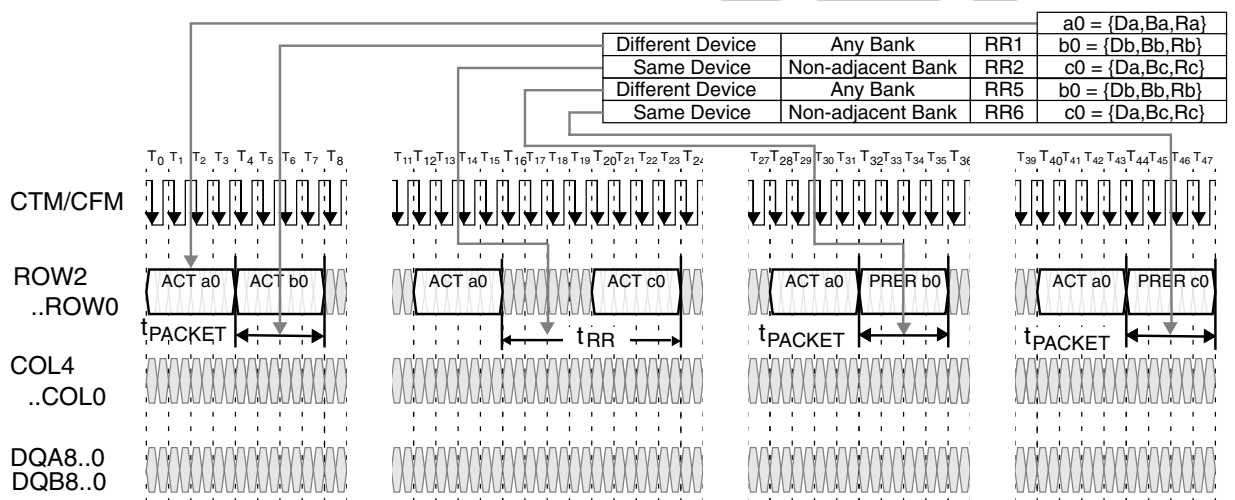 a0 = {Da,Ba,Ra}
Different Device Any Bank RR1 b0 = {Db,Bb,Rb}
Same Device Non-adjacent Bank RR2 c0 = {Da,Bc,Rc}
Different Device Any Bank RR5 b0 = {Db,Bb,Rb}
Same Device Non-adjacent Bank RR6 c0 = {Da,Bc,Rc}
T0 T1 T2 T3 T4 T5 T6 T7 T8 T11 T12 T13 T14 T15 T16 T17 T18 T19 T20 T21 T22 T23 T24 T27 T28 T29 T30 T31 T32 T33 T34 T35 T36 T39 T40 T41 T42 T43 T44 T45 T46 T47
CTM/CFM
ROW2 ACT a0 ACT b0 ACT a0 ACT c0 ACT a0 PRER b0 ACT a0 PRER c0
..ROW0
tPACKET tRR tPACKET tPACKET
COL4
..COL0
DQA8..0
DQB8..0